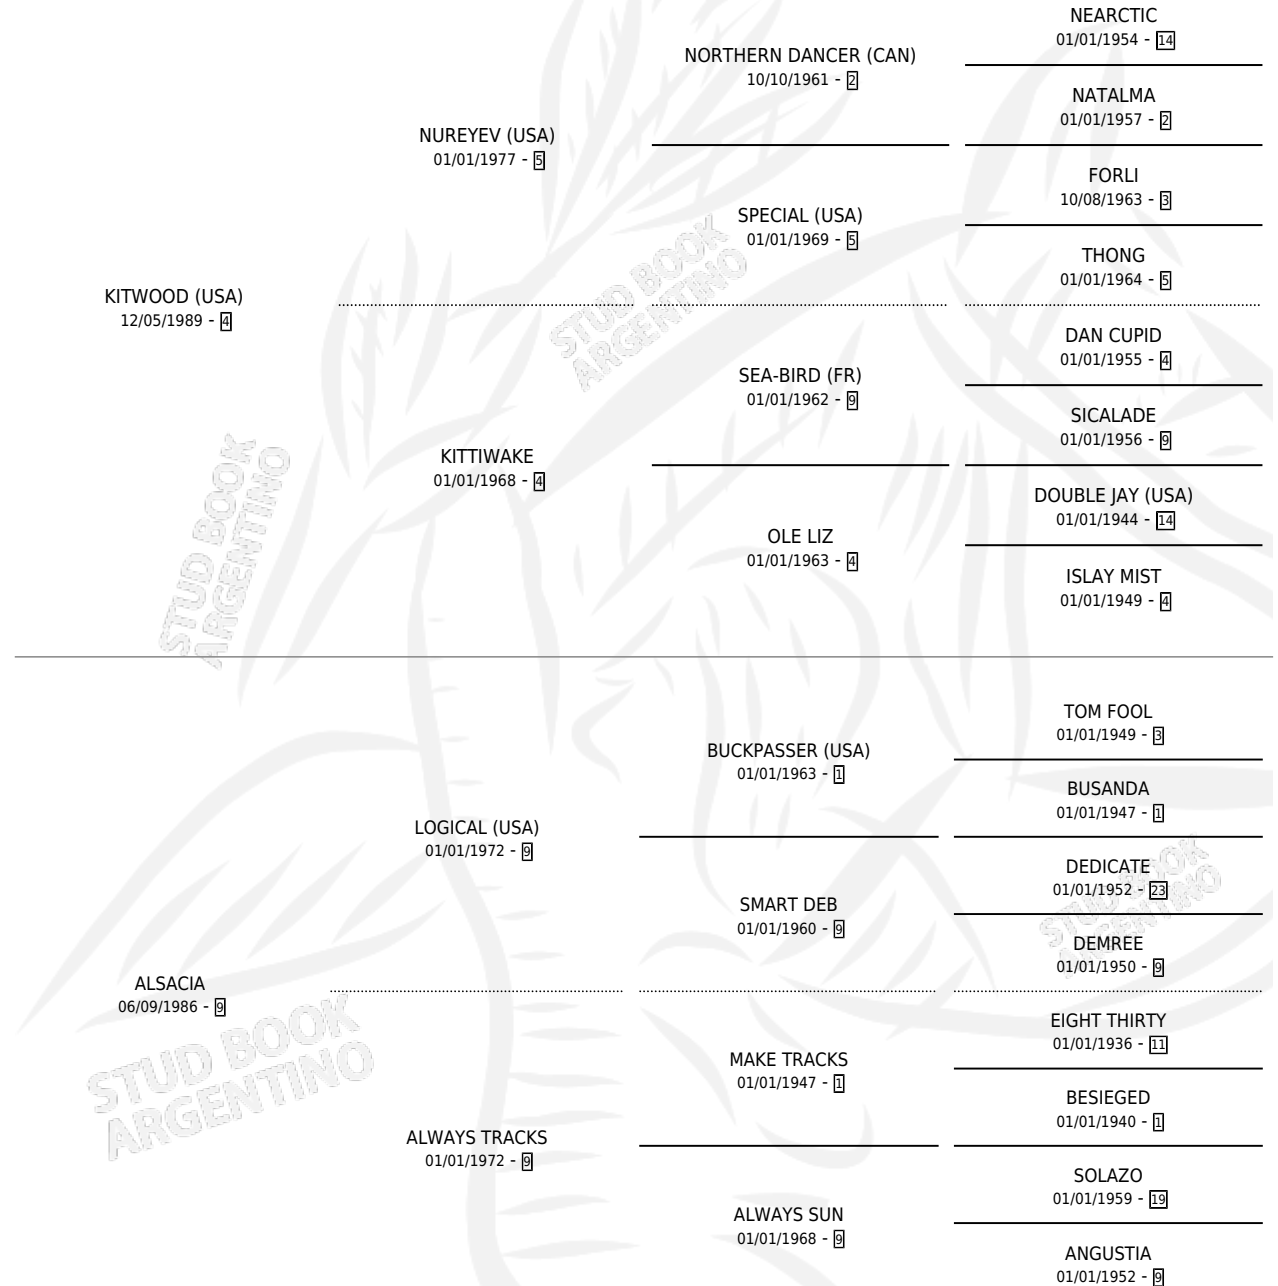 NEARCTIC
01/01/1954 - 14
NORTHERN DANCER (CAN)
10/10/1961 - 2
NATALMA
01/01/1957 - 2
NUREYEV (USA)
01/01/1977 - 5
FORLI
10/08/1963 - 3
SPECIAL (USA)
01/01/1969 - 5
THONG
01/01/1964 - 5
KITWOOD (USA)
12/05/1989 - 4
DAN CUPID
01/01/1955 - 4
SEA-BIRD (FR)
01/01/1962 - 9
SICALADE
01/01/1956 - 9
KITTIWAKE
01/01/1968 - 4
DOUBLE JAY (USA)
01/01/1944 - 14
OLE LIZ
01/01/1963 - 4
ISLAY MIST
01/01/1949 - 4
TOM FOOL
01/01/1949 - 3
BUCKPASSER (USA)
01/01/1963 - 1
BUSANDA
01/01/1947 - 1
LOGICAL (USA)
01/01/1972 - 9
DEDICATE
01/01/1952 - 23
SMART DEB
01/01/1960 - 9
DEMREE
01/01/1950 - 9
ALSACIA
06/09/1986 - 9
EIGHT THIRTY
01/01/1936 - 11
MAKE TRACKS
01/01/1947 - 1
BESIEGED
01/01/1940 - 1
ALWAYS TRACKS
01/01/1972 - 9
SOLAZO
01/01/1959 - 19
ALWAYS SUN
01/01/1968 - 9
ANGUSTIA
01/01/1952 - 9
STUD BOOK
ARGENTINO
STUD BOOK
ARGENTINO
STUD BOOK
ARGENTINO
STUD BOOK
ARGENTINO